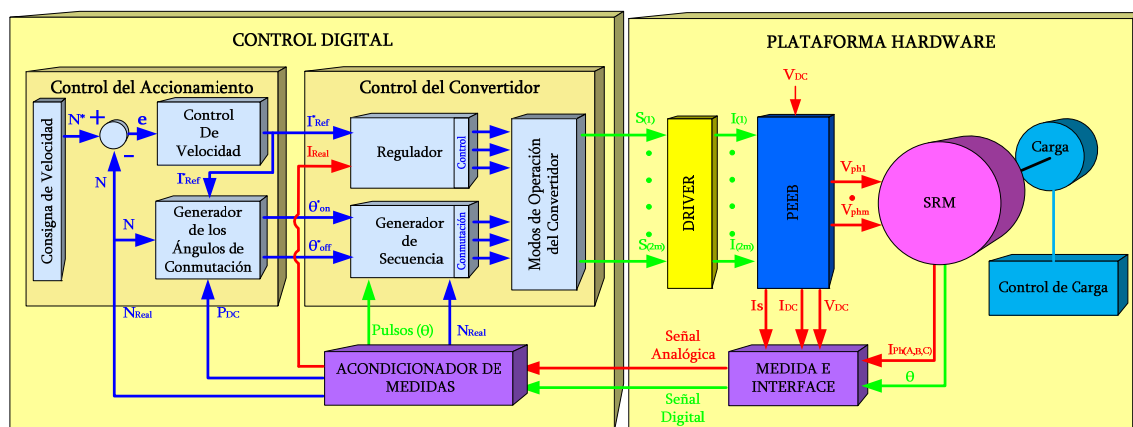 CONTROL DIGITAL
PLATAFORMA HARDWARE
Control del Accionamiento
Control del Convertidor
Consigna de Velocidad
N*
+
-
e
N
Control
De
Velocidad
I*Ref
I*Ref
N
Generador
de los
Ángulos de
Conmutación
θ*on
θ*off
NReal
PDC
I*Ref
IReal
Regulador
Control
Generador
de
Secuencia
Conmutación
Modos de Operación
del Convertidor
Pulsos (θ)
NReal
ACONDICIONADOR DE
MEDIDAS
S(1)
S(2m)
DRIVER
I(1)
I(2m)
VDC
PEEB
Vph1
Vphm
SRM
Carga
Control de Carga
Is
IDC
VDC
IPh(A,B,C)
θ
Señal
Analógica
Señal
Digital
MEDIDA E
INTERFACE